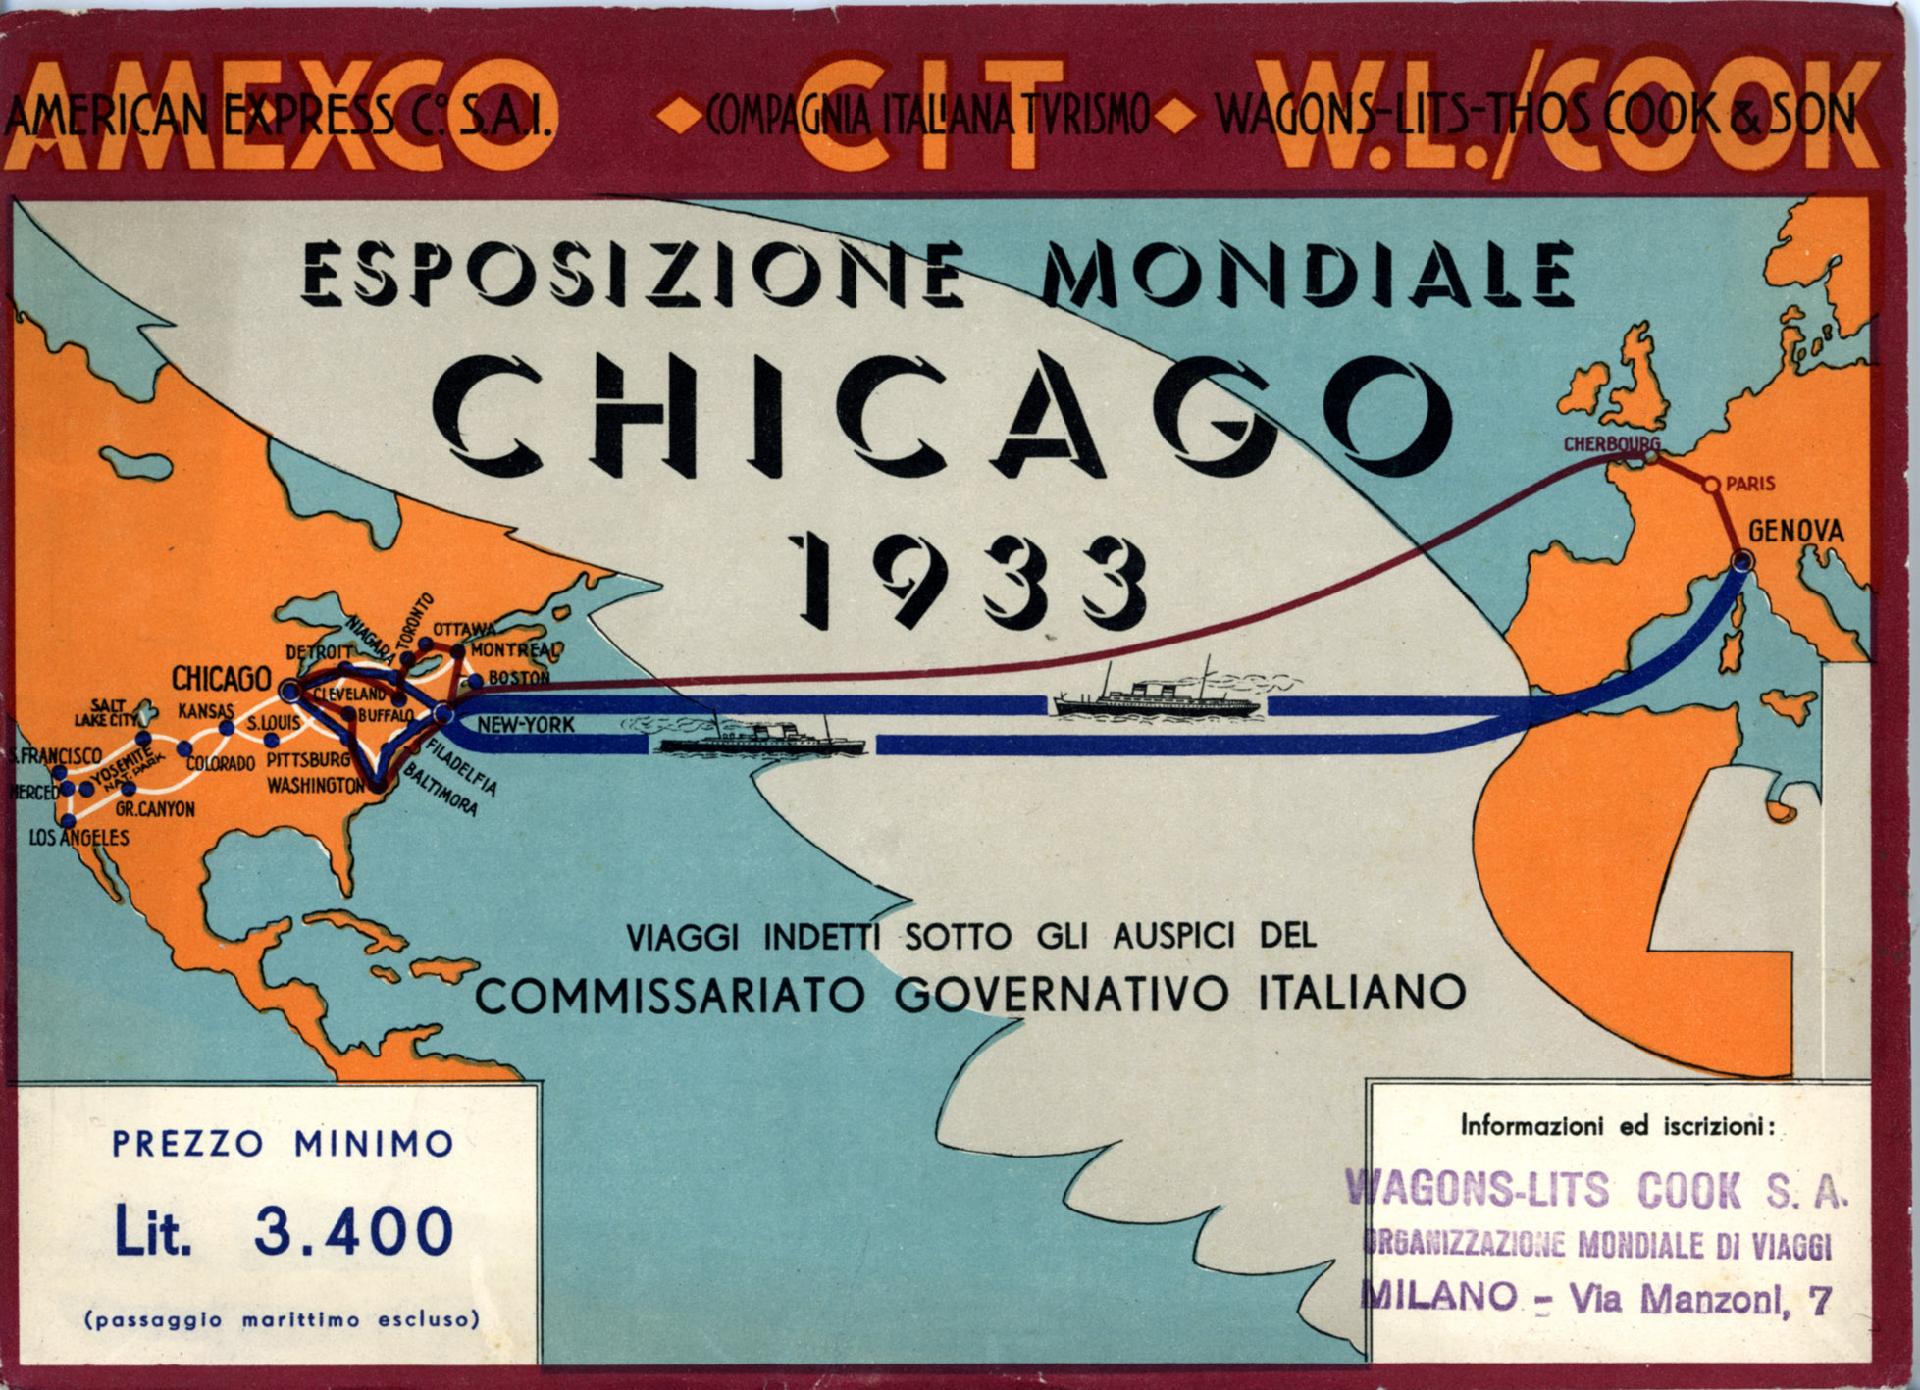 AMEXCO CIT W.L./COOK
AMERICAN EXPRESS Cº S.A.I. COMPAGNIA ITALIANA TVRISMO WAGONS-LITS-THOS COOK & SON
ESPOSIZIONE MONDIALE
CHICAGO
1933
CHERBOURG
PARIS
GENOVA
TORONTO
NIAGARA
OTTAWA
MONTREAL
DETROIT
BOSTON
CHICAGO
CLEVELAND
SALT
LAKE CITY
KANSAS
BUFFALO
S.LOUIS
NEW-YORK
S.FRANCISCO
YOSEMITE
NAT. PARK
COLORADO
PITTSBURG
FILADELFIA
WASHINGTON
BALTIMORA
MERCED
GR.CANYON
LOS ANGELES
VIAGGI INDETTI SOTTO GLI AUSPICI DEL
COMMISSARIATO GOVERNATIVO ITALIANO
PREZZO MINIMO
Lit. 3.400
(passaggio marittimo escluso)
Informazioni ed iscrizioni:
WAGONS-LITS COOK S. A.
ORGANIZZAZIONE MONDIALE DI VIAGGI
MILANO - Via Manzoni, 7